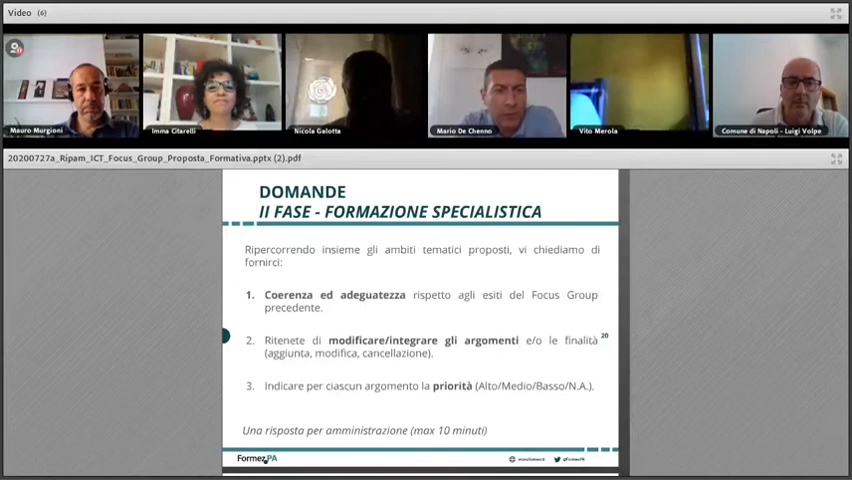 Video (6)
Mauro Murgioni
Imma Citarelli
Nicola Galotta
Mario De Chenno
Vito Merola
Comune di Napoli - Luigi Volpe
20200727a_Ripam_ICT_Focus_Group_Proposta_Formativa.pptx (2).pdf
DOMANDE
II FASE - FORMAZIONE SPECIALISTICA
Ripercorrendo insieme gli ambiti tematici proposti, vi chiediamo di
fornirci:
1. Coerenza ed adeguatezza rispetto agli esiti del Focus Group
precedente.
2. Ritenete di modificare/integrare gli argomenti e/o le finalità
(aggiunta, modifica, cancellazione).
20
3. Indicare per ciascun argomento la priorità (Alto/Medio/Basso/N.A.).
Una risposta per amministrazione (max 10 minuti)
FormezPA
www.formez.it
@FormezPA